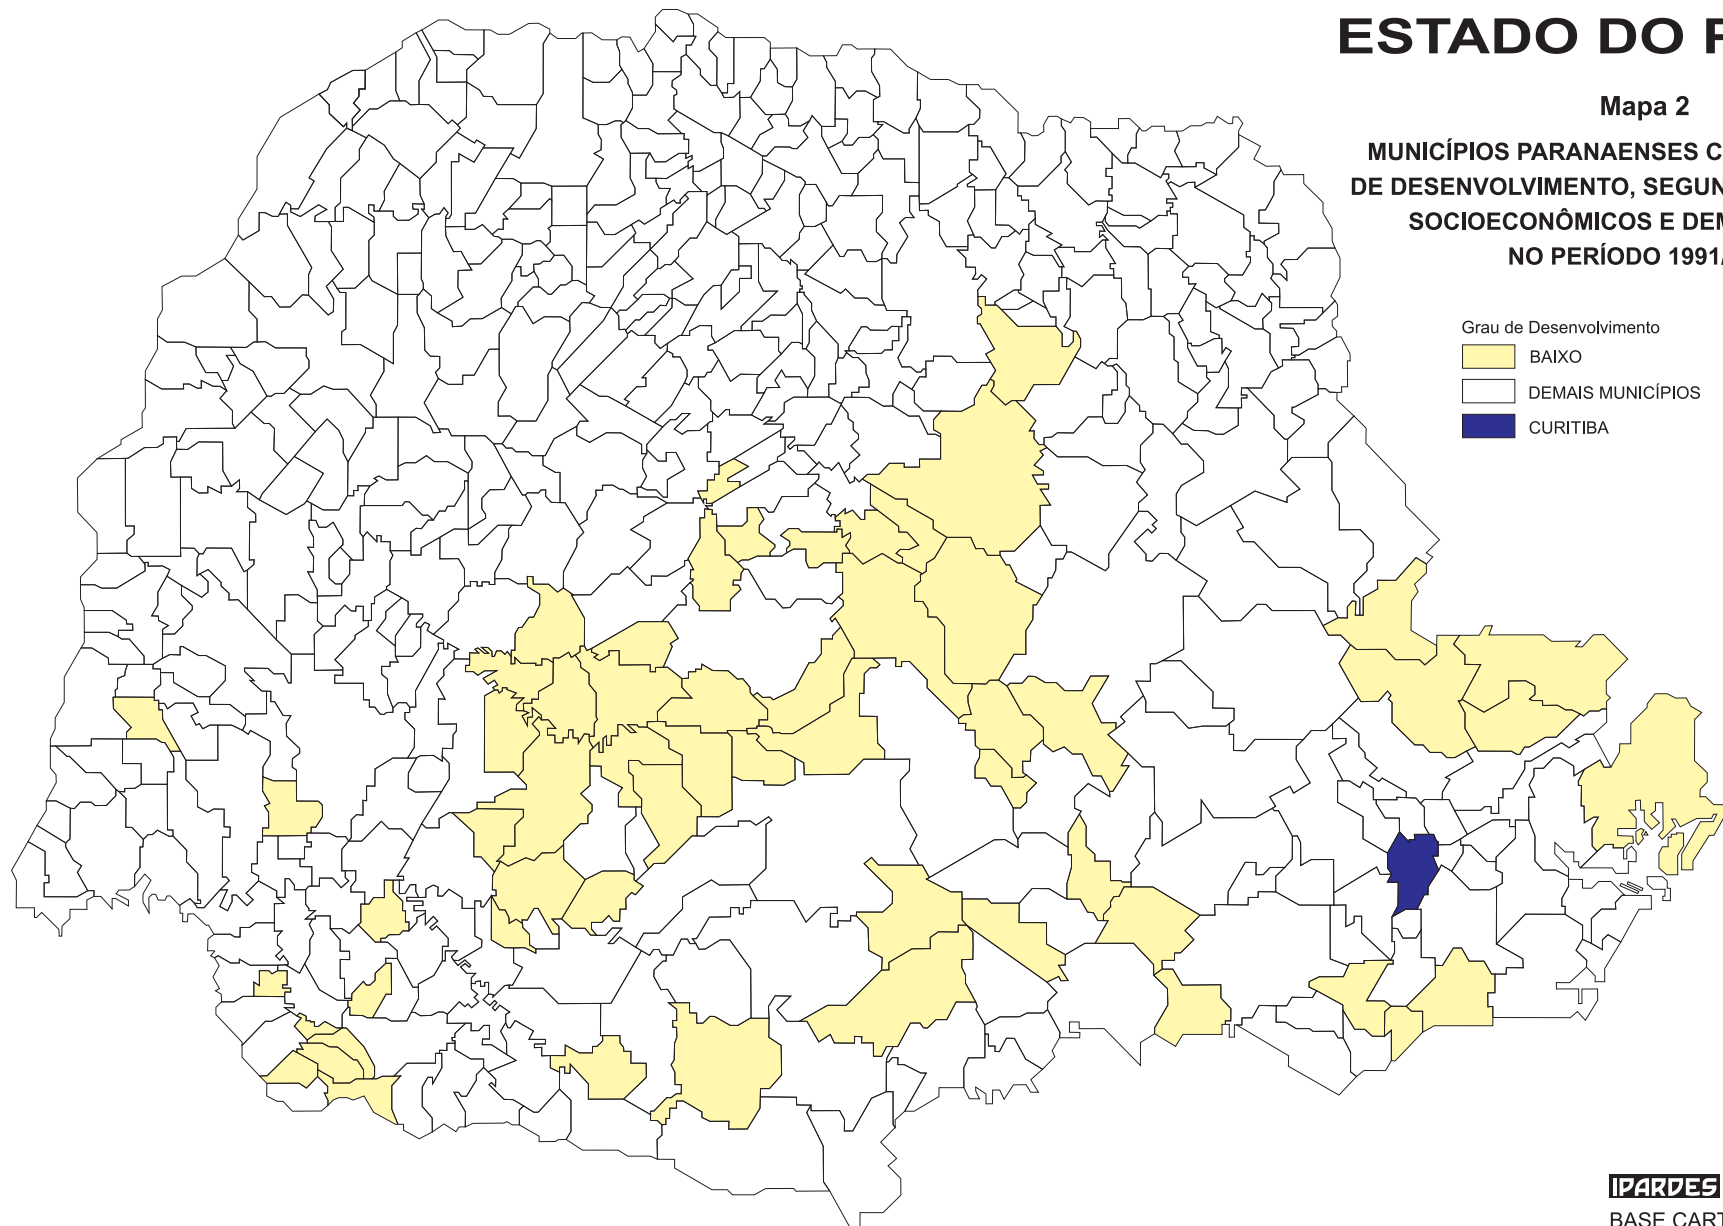 ESTADO DO P
Mapa 2
MUNICÍPIOS PARANAENSES C
DE DESENVOLVIMENTO, SEGUN
SOCIOECONÔMICOS E DEM
NO PERÍODO 1991/
Grau de Desenvolvimento
BAIXO
DEMAIS MUNICÍPIOS
CURITIBA
IPARDES
BASE CART